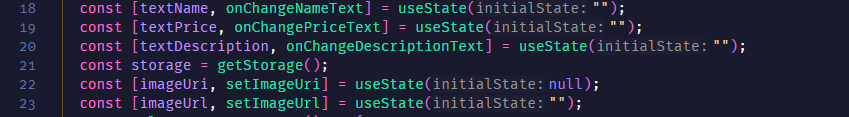 18 const [textName, onChangeNameText] = useState(initialState: "");
19 const [textPrice, onChangePriceText] = useState(initialState: "");
20 const [textDescription, onChangeDescriptionText] = useState(initialState: "");
21 const storage = getStorage();
22 const [imageUri, setImageUri] = useState(initialState: null);
23 const [imageUrl, setImageUrl] = useState(initialState: "");